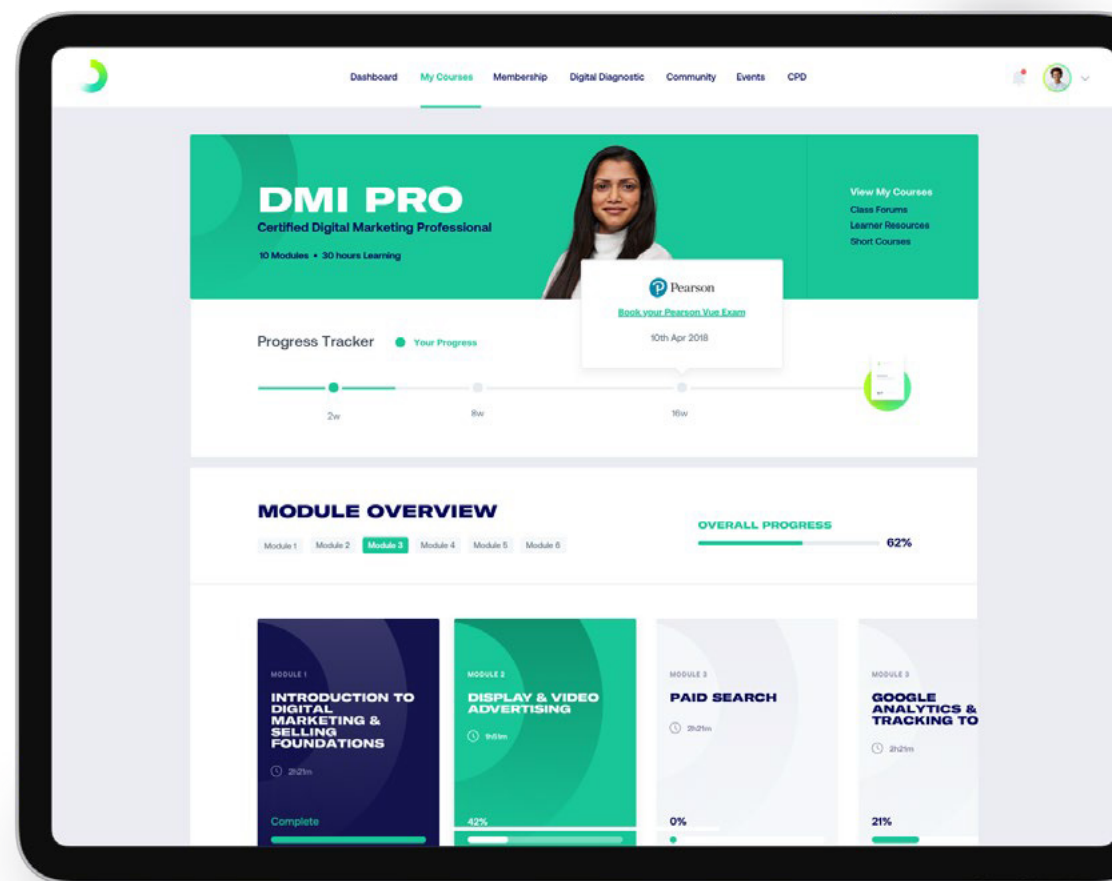 Dashboard
My Courses
Membership
Digital Diagnostic
Community
Events
CPD
DMI PRO
Certified Digital Marketing Professional
10 Modules • 30 hours Learning
View My Courses
Class Forums
Learner Resources
Short Courses
Pearson
Book your Pearson Vue Exam
10th Apr 2018
Progress Tracker
Your Progress
2w
8w
16w
MODULE OVERVIEW
Module 1
Module 2
Module 3
Module 4
Module 5
Module 6
OVERALL PROGRESS
62%
MODULE 1
INTRODUCTION TO
DIGITAL
MARKETING &
SELLING
FOUNDATIONS
2h21m
Complete
MODULE 2
DISPLAY & VIDEO
ADVERTISING
1h51m
42%
MODULE 3
PAID SEARCH
2h21m
0%
MODULE 3
GOOGLE
ANALYTICS &
TRACKING TO
2h21m
21%